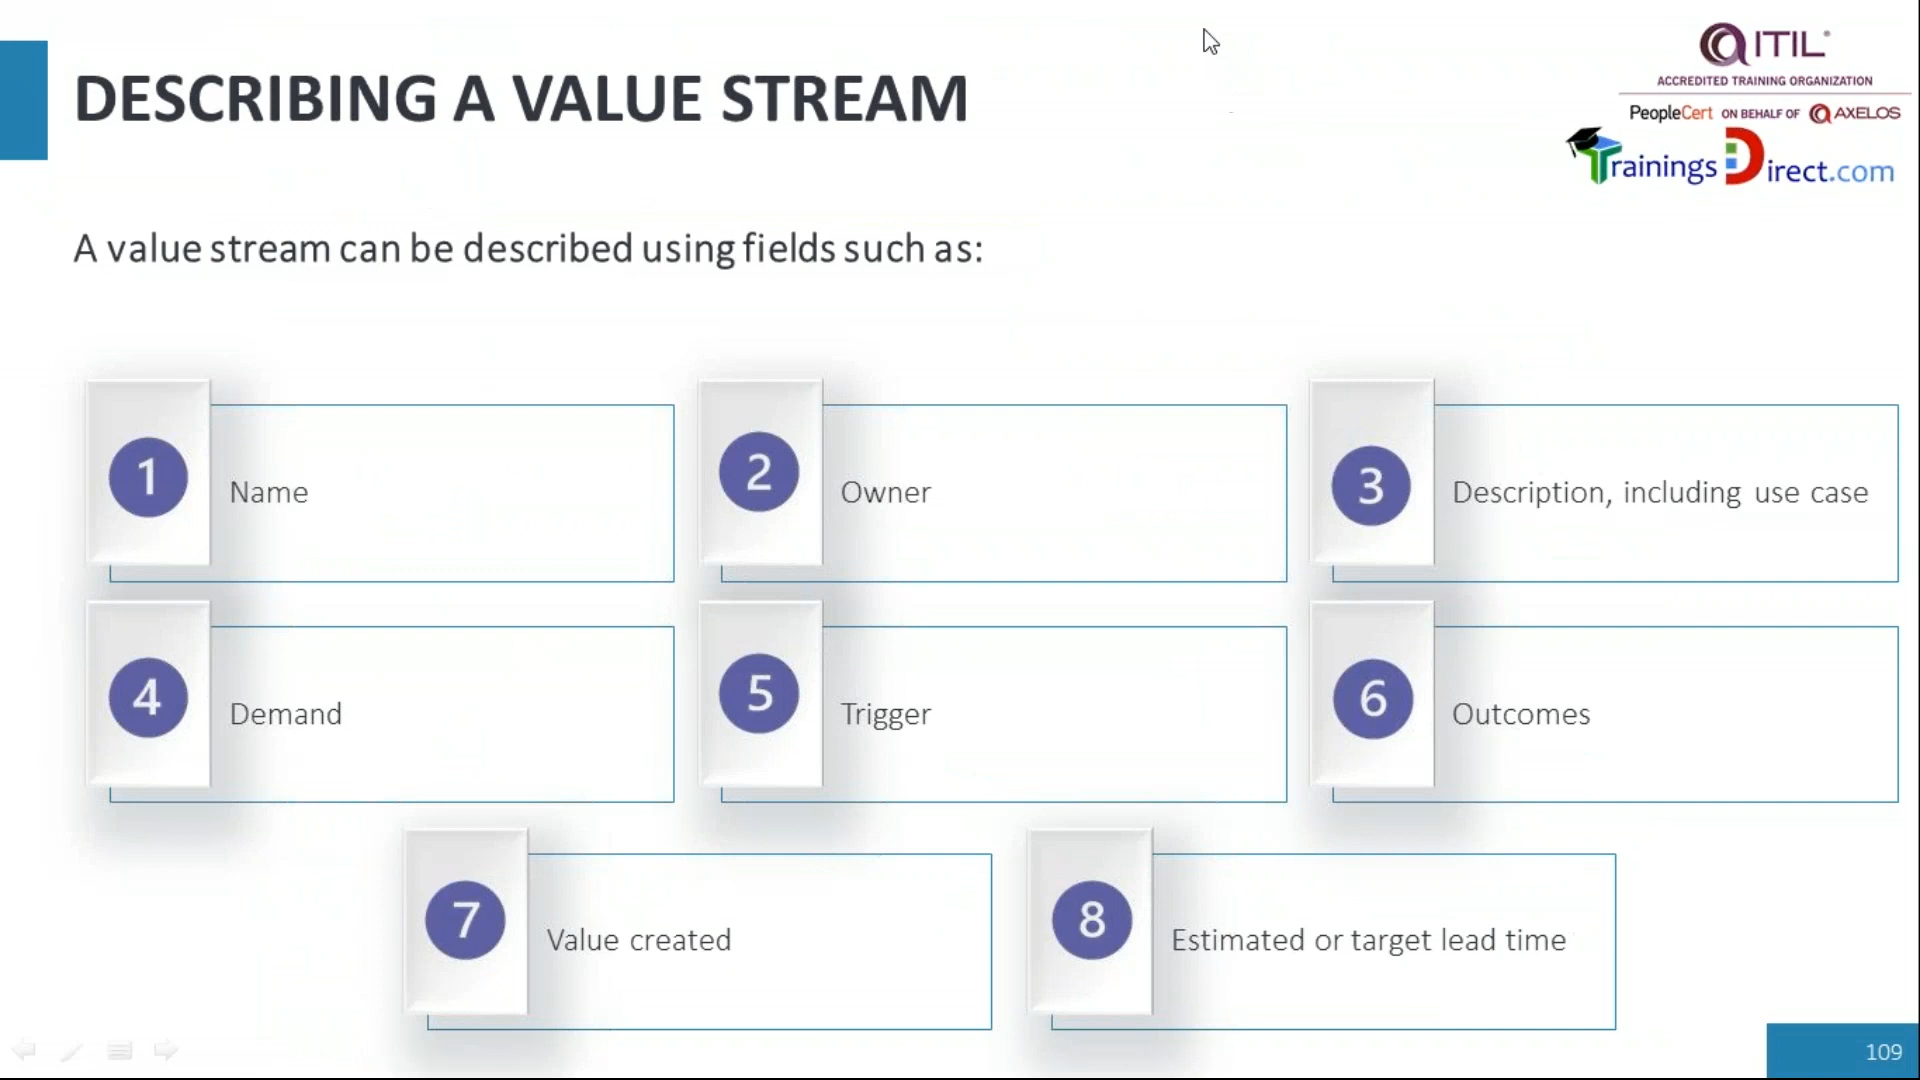 DESCRIBING A VALUE STREAM
ITIL®
ACCREDITED TRAINING ORGANIZATION
PeopleCert ON BEHALF OF AXELOS
TrainingsDirect.com
A value stream can be described using fields such as:
1 Name
2 Owner
3 Description, including use case
4 Demand
5 Trigger
6 Outcomes
7 Value created
8 Estimated or target lead time
109